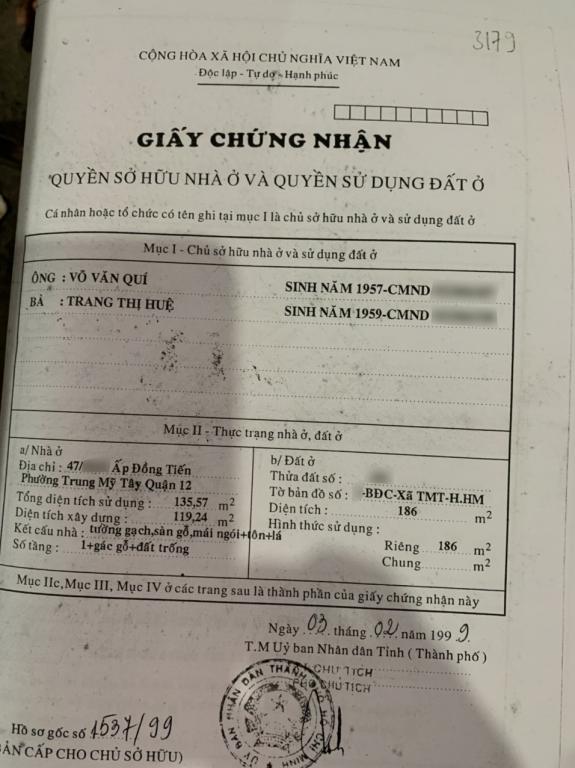 3179
CỘNG HÒA XÃ HỘI CHỦ NGHĨA VIỆT NAM
Độc lập - Tự do - Hạnh phúc
GIẤY CHỨNG NHẬN
QUYỀN SỞ HỮU NHÀ Ở VÀ QUYỀN SỬ DỤNG ĐẤT Ở
Cá nhân hoặc tổ chức có tên ghi tại mục I là chủ sở hữu nhà ở và sử dụng đất ở
Mục I - Chủ sở hữu nhà ở và sử dụng đất ở
ÔNG : VÕ VĂN QUÍ SINH NĂM 1957-CMND
BÀ : TRANG THỊ HUỆ SINH NĂM 1959-CMND
Mục II - Thực trạng nhà ở, đất ở
a/ Nhà ở
Địa chỉ : 47/ Ấp Đồng Tiến
Phường Trung Mỹ Tây Quận 12
Tổng diện tích sử dụng : 135,57 m2
Diện tích xây dựng : 119,24 m2
Kết cấu nhà : tường gạch,sàn gỗ,mái ngói+tôn+lá
Số tầng : 1+gác gỗ+đất trống
b/ Đất ở
Thửa đất số :
Tờ bản đồ số : -BĐC-Xã TMT-H.HM
Diện tích : 186 m2
Hình thức sử dụng :
Riêng 186 m2
Chung m2
Mục IIc,Mục III, Mục IV ở các trang sau là thành phần của giấy chứng nhận này
Ngày 03 tháng 02 năm 1999.
T.M Uỷ ban Nhân dân Tỉnh ( Thành phố )
CHỦ TỊCH
PHÓ CHỦ TỊCH
ỦY BAN NHÂN DÂN THÀNH PHỐ HỒ CHÍ MINH
Hồ sơ gốc số 1537/99
BẢN CẤP CHO CHỦ SỞ HỮU)